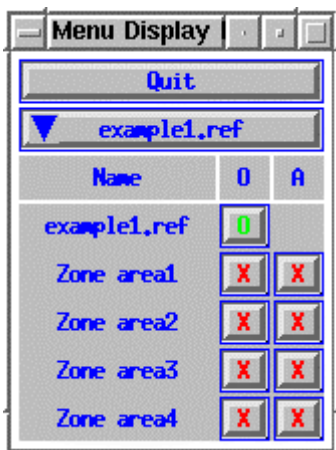 Menu Display
Quit
example1.ref
Name O A
example1.ref O
Zone area1 X X
Zone area2 X X
Zone area3 X X
Zone area4 X X